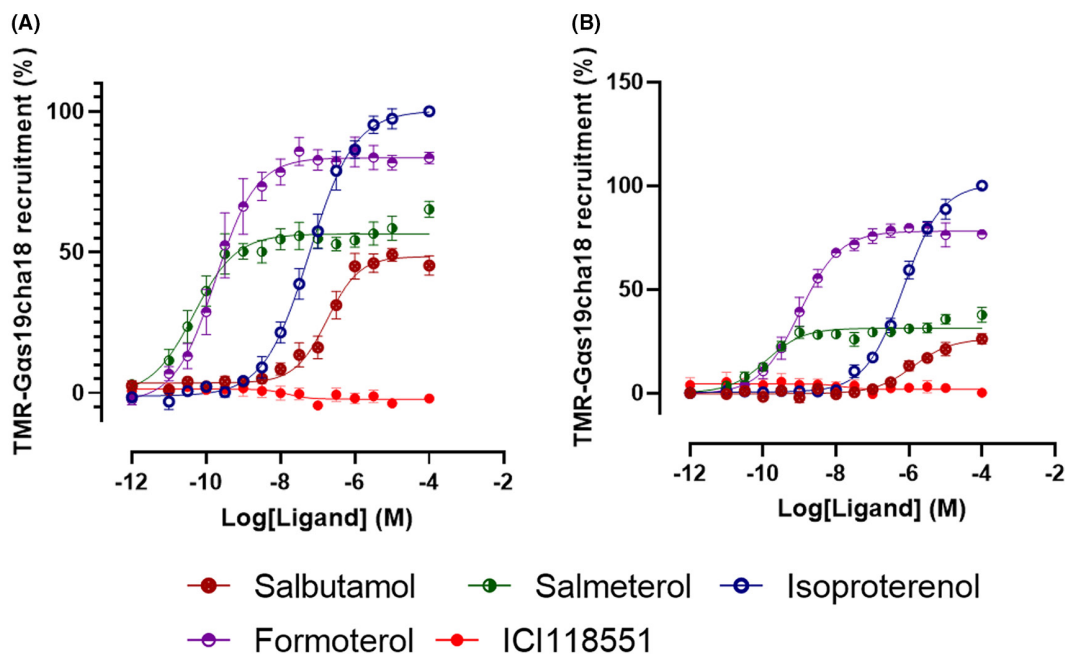 (A)
(B)
TMR-Gαs19cha18 recruitment (%)
100
50
0
-12
-10
-8
-6
-4
-2
Log[Ligand] (M)
TMR-Gαs19cha18 recruitment (%)
150
100
50
0
-12
-10
-8
-6
-4
-2
Log[Ligand] (M)
Salbutamol
Salmeterol
Isoproterenol
Formoterol
ICI118551